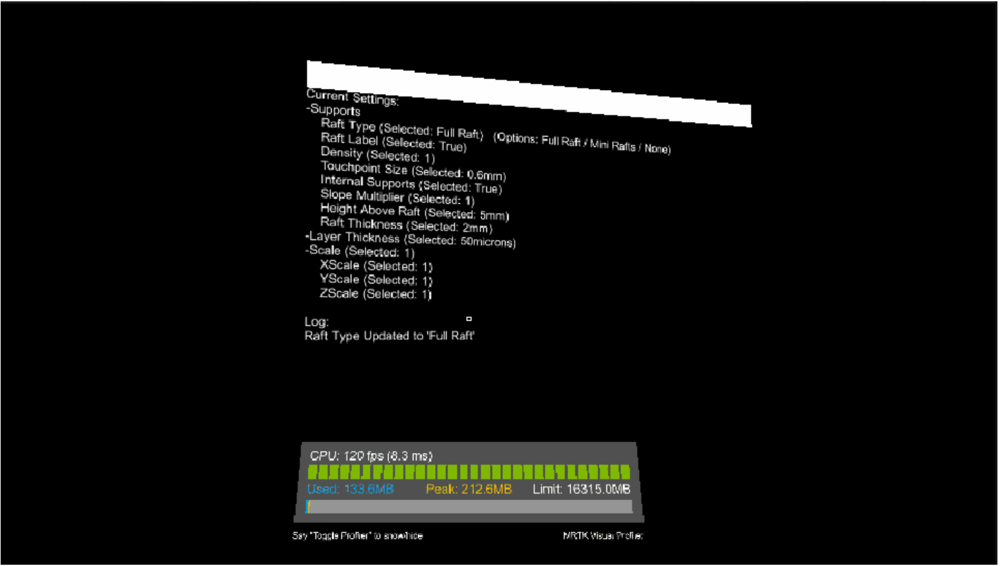 Current Settings:
-Supports
Raft Type (Selected: Full Raft) (Options: Full Raft / Mini Rafts / None)
Raft Label (Selected: True)
Density (Selected: 1)
Touchpoint Size (Selected: 0.6mm)
Internal Supports (Selected: True)
Slope Multiplier (Selected: 1)
Height Above Raft (Selected: 5mm)
Raft Thickness (Selected: 2mm)
-Layer Thickness (Selected: 50microns)
-Scale (Selected: 1)
XScale (Selected: 1)
YScale (Selected: 1)
ZScale (Selected: 1)
Log:
Raft Type Updated to 'Full Raft'
CPU: 120 fps (8.3 ms)
Used: 133.6MB Peak: 212.6MB Limit: 16315.0MB
Say "Toggle Profiler" to show/hide MRTK Visual Profiler